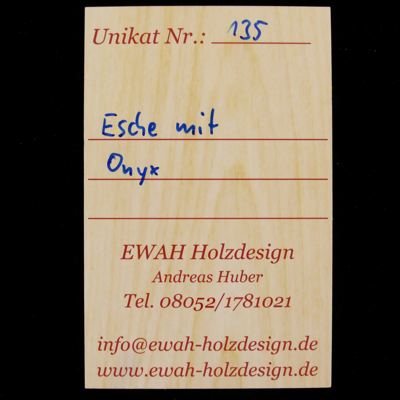 Unikat Nr.: 135
Esche mit
Onyx
EWAH Holzdesign
Andreas Huber
Tel. 08052/1781021
info@ewah-holzdesign.de
www.ewah-holzdesign.de